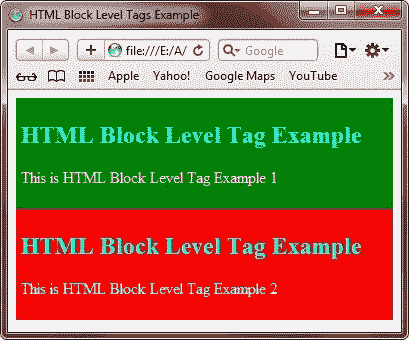 HTML Block Level Tags Example
file:///E:/A/
Google
Apple Yahoo! Google Maps YouTube
HTML Block Level Tag Example
This is HTML Block Level Tag Example 1
HTML Block Level Tag Example
This is HTML Block Level Tag Example 2